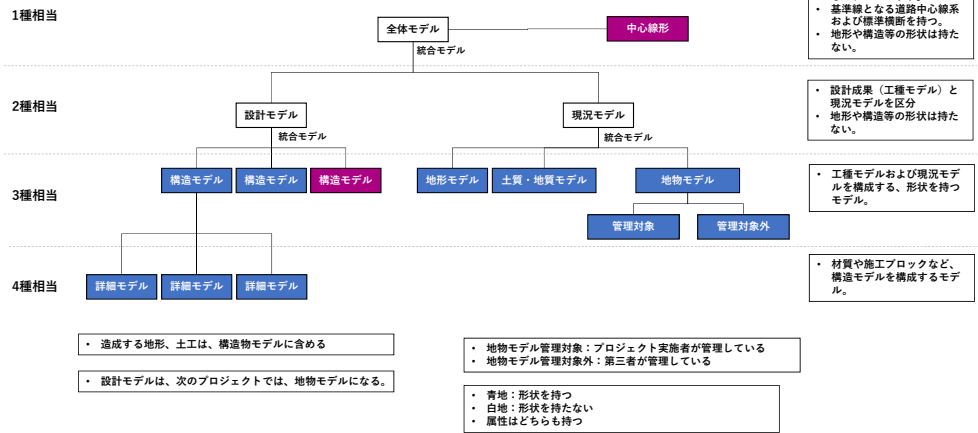 1種相当
全体モデル
中心線形
統合モデル
• 基準線となる道路中心線系
および標準横断を持つ。
• 地形や構造等の形状は持た
ない。
2種相当
設計モデル
現況モデル
統合モデル
統合モデル
• 設計成果（工種モデル）と
現況モデルを区分
• 地形や構造等の形状は持た
ない。
3種相当
構造モデル
構造モデル
構造モデル
地形モデル
土質・地質モデル
地物モデル
管理対象
管理対象外
• 工種モデルおよび現況モデ
ルを構成する、形状を持つ
モデル。
4種相当
詳細モデル
詳細モデル
詳細モデル
• 材質や施工ブロックなど、
構造モデルを構成するモデ
ル。
• 造成する地形、土工は、構造物モデルに含める
• 設計モデルは、次のプロジェクトでは、地物モデルになる。
• 地物モデル管理対象：プロジェクト実施者が管理している
• 地物モデル管理対象外：第三者が管理している
• 青地：形状を持つ
• 白地：形状を持たない
• 属性はどちらも持つ